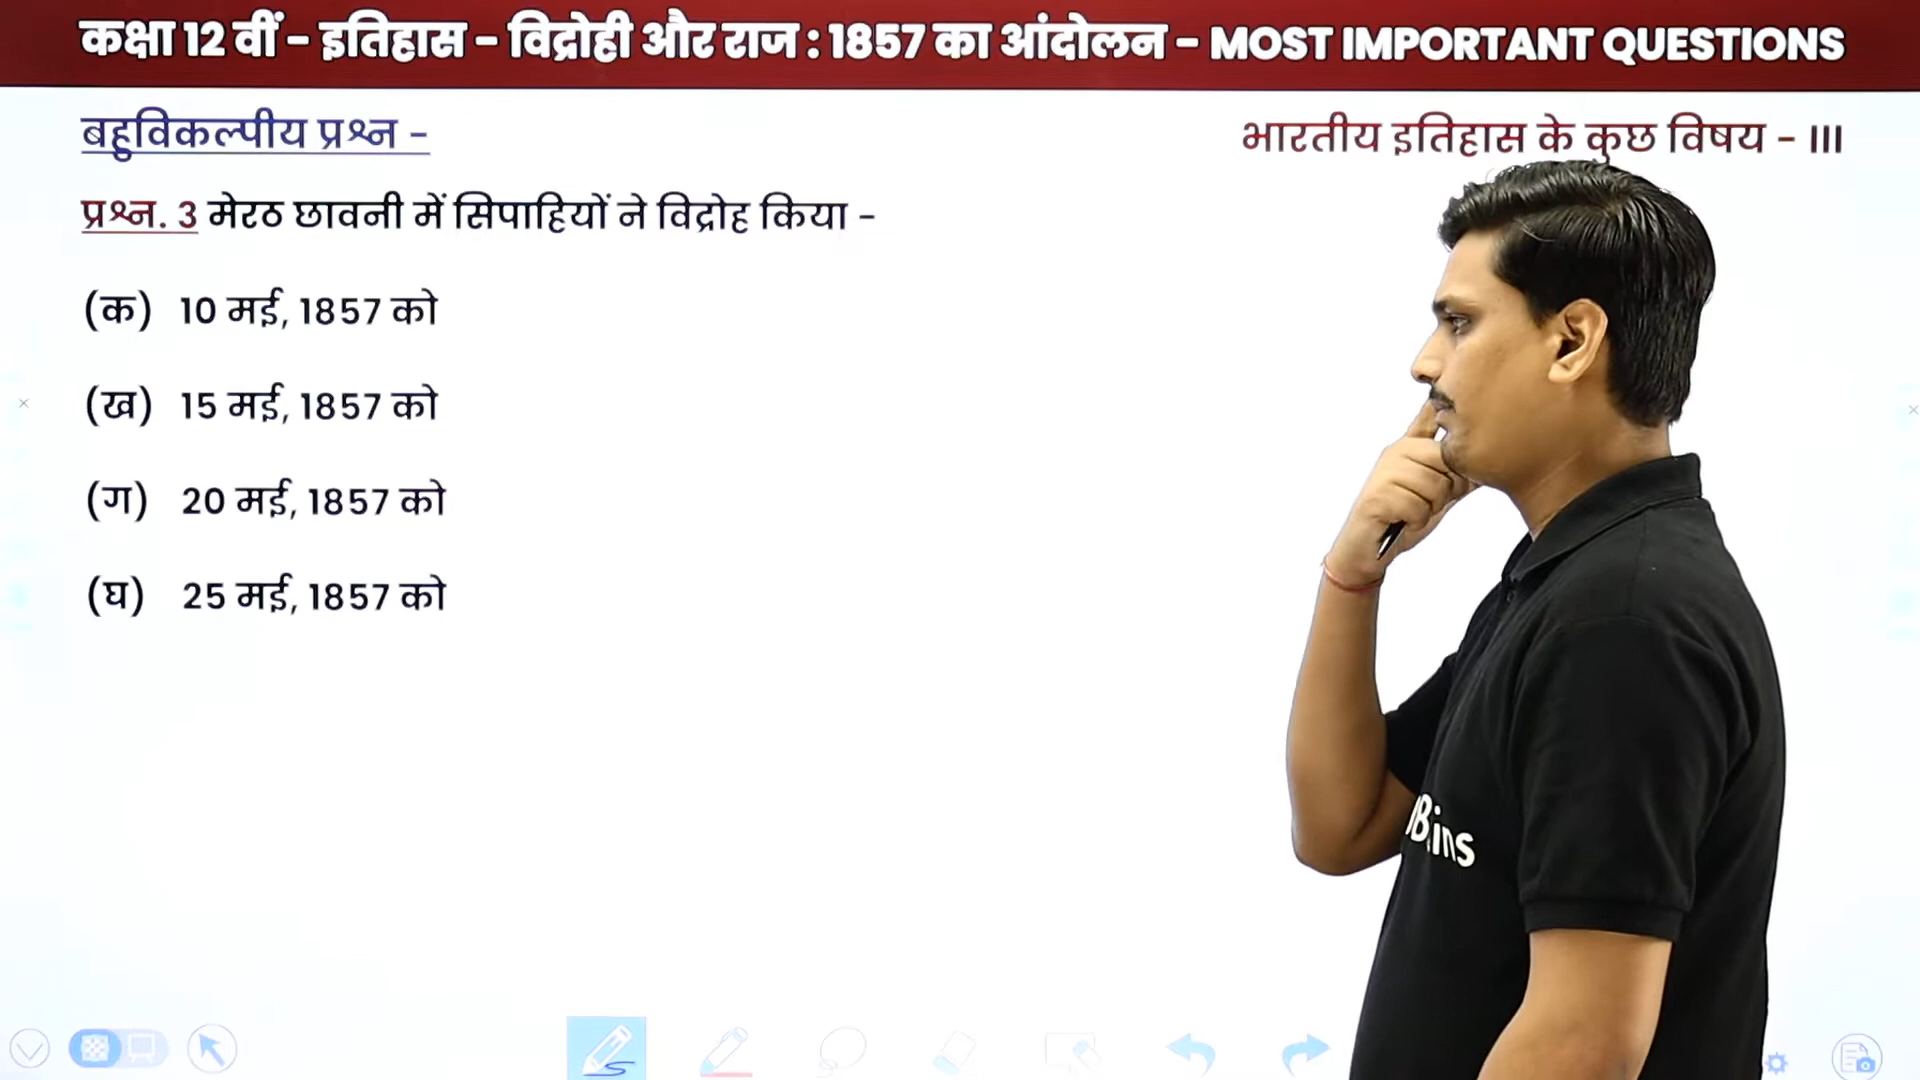 कक्षा 12 वीं - इतिहास - विद्रोही और राज : 1857 का आंदोलन - MOST IMPORTANT QUESTIONS
बहुविकल्पीय प्रश्न -
भारतीय इतिहास के कुछ विषय - III
प्रश्न. 3 मेरठ छावनी में सिपाहियों ने विद्रोह किया -
(क) 10 मई, 1857 को
(ख) 15 मई, 1857 को
(ग) 20 मई, 1857 को
(घ) 25 मई, 1857 को